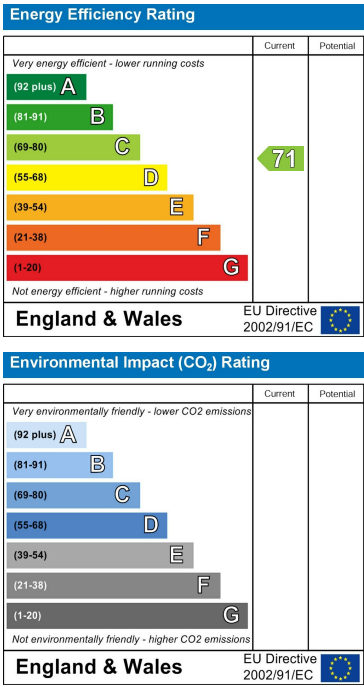 Energy Efficiency Rating
Current Potential
Very energy efficient - lower running costs
(92 plus) A
(81-91) B
(69-80) C
71
(55-68) D
(39-54) E
(21-38) F
(1-20) G
Not energy efficient - higher running costs
England & Wales
EU Directive
2002/91/EC
Environmental Impact (CO₂) Rating
Current Potential
Very environmentally friendly - lower CO2 emissions
(92 plus) A
(81-91) B
(69-80) C
(55-68) D
(39-54) E
(21-38) F
(1-20) G
Not environmentally friendly - higher CO2 emissions
England & Wales
EU Directive
2002/91/EC